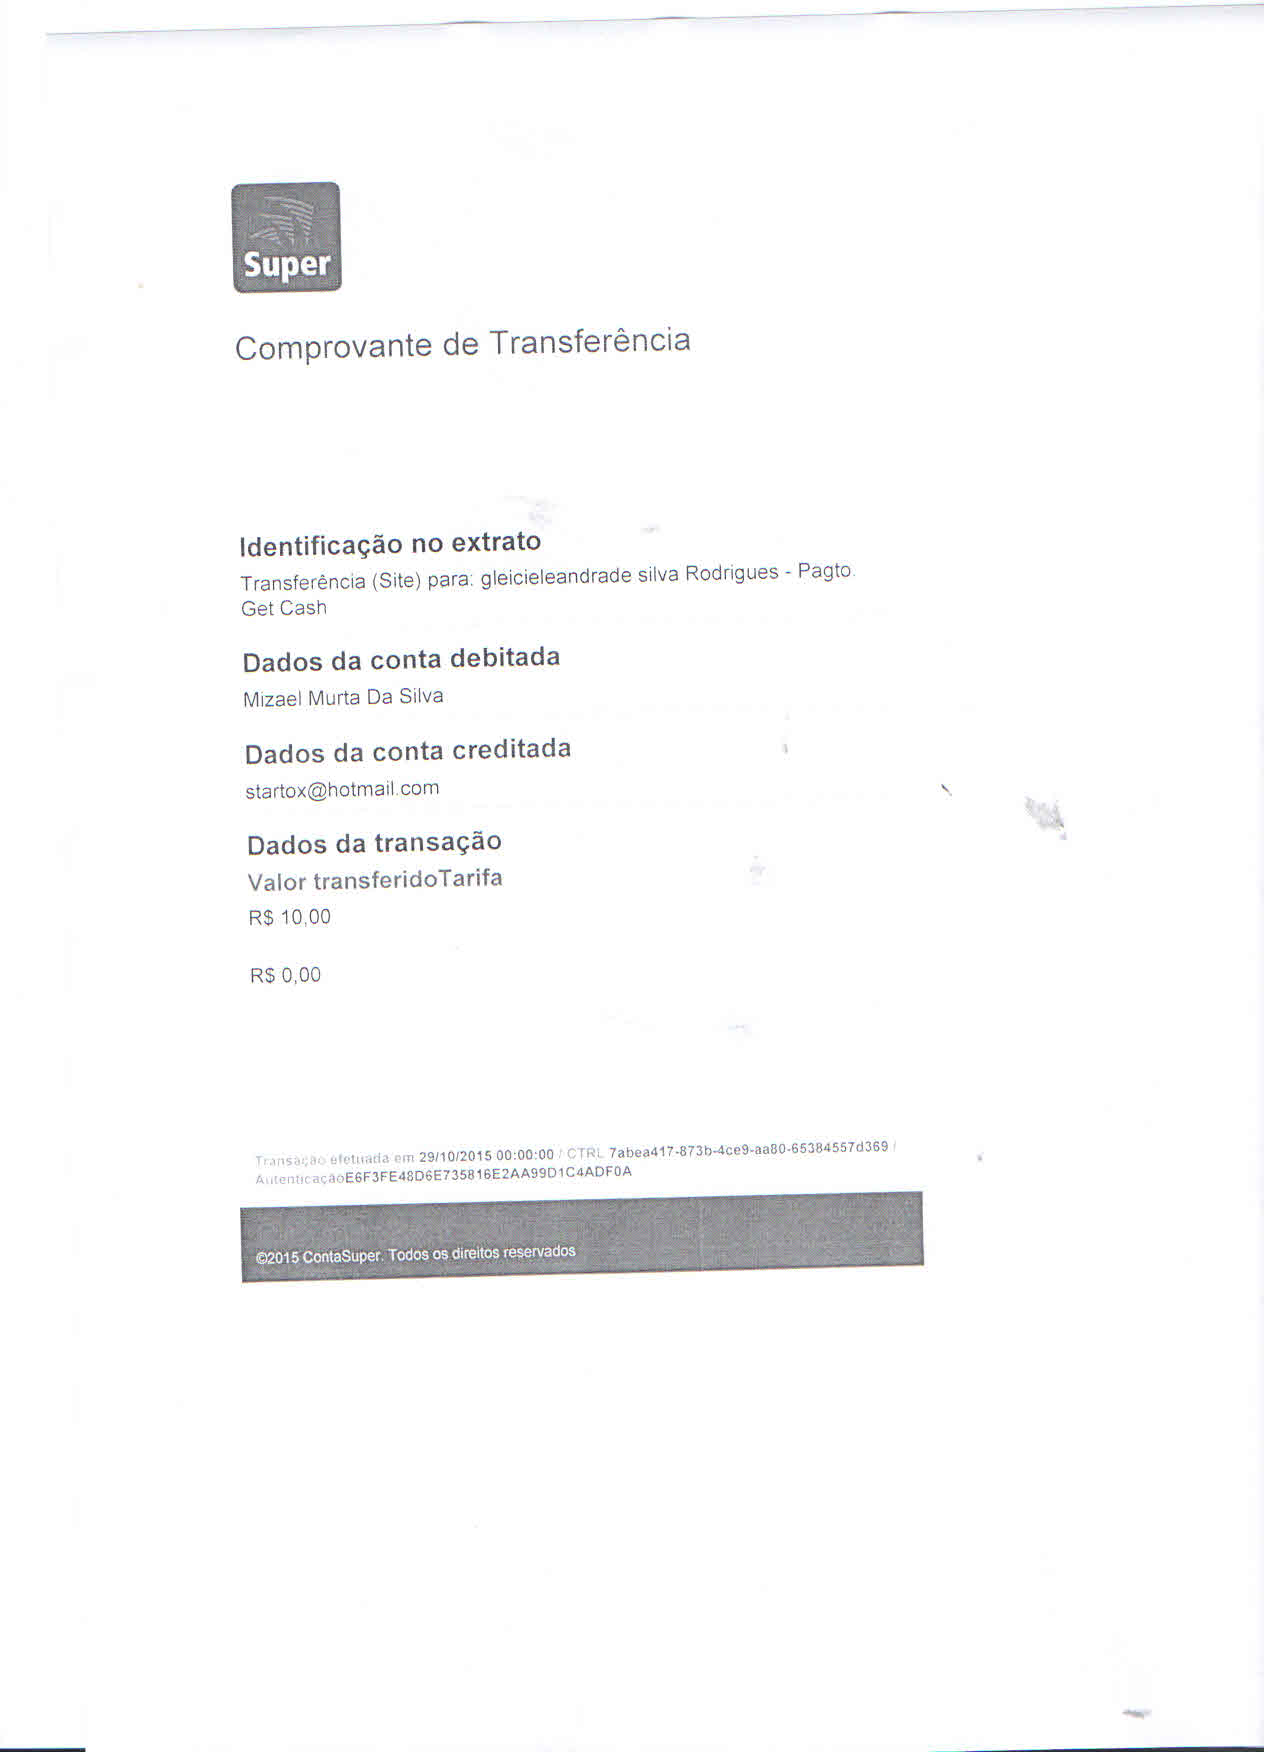 Super
Comprovante de Transferência
Identificação no extrato
Transferência (Site) para: gleicieleandrade silva Rodrigues - Pagto.
Get Cash
Dados da conta debitada
Mizael Murta Da Silva
Dados da conta creditada
startox@hotmail.com
Dados da transação
Valor transferidoTarifa
R$ 10,00
R$ 0,00
Transação efetuada em 29/10/2015 00:00:00 / CTRL 7abea417-873b-4ce9-aa80-65384557d369 /
AutenticaçãoE6F3FE48D6E735816E2AA99D1C4ADF0A
©2015 ContaSuper. Todos os direitos reservados